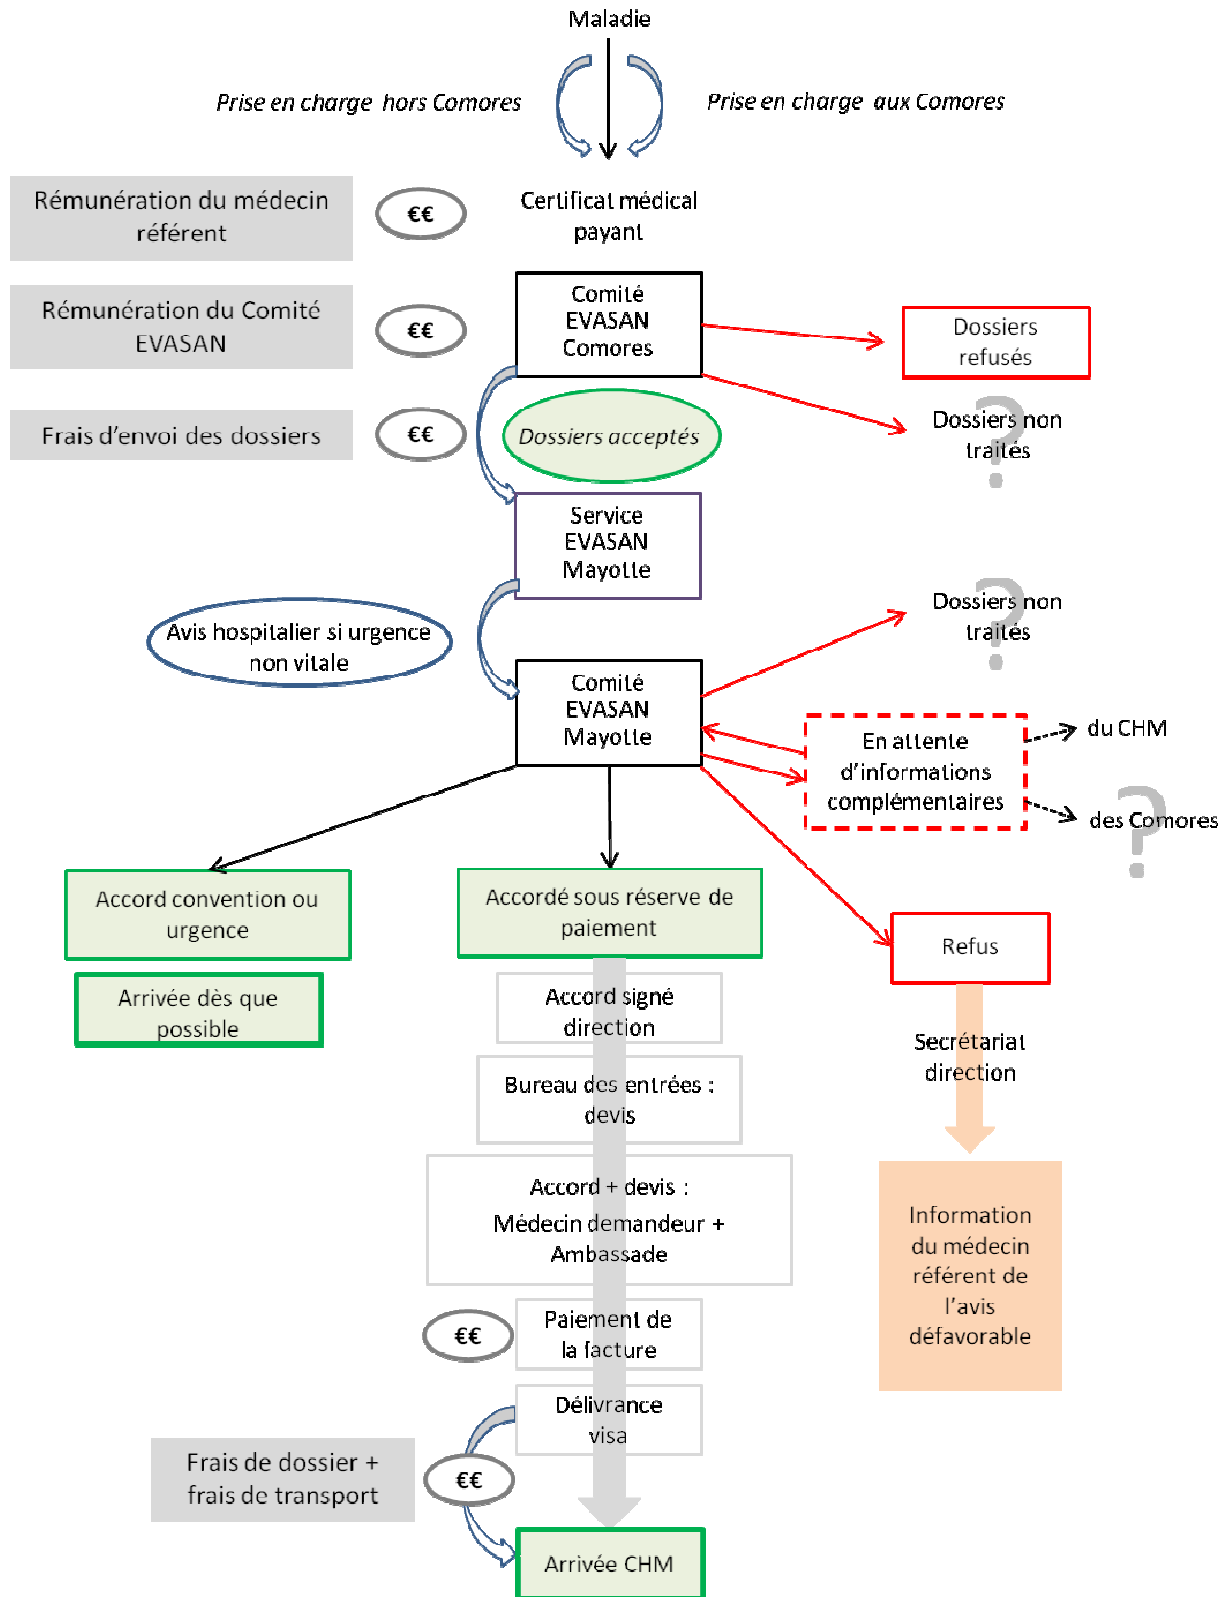 Maladie
Prise en charge hors Comores
Prise en charge aux Comores
Rémunération du médecin
référent
€€
Certificat médical
payant
Rémunération du Comité
EVASAN
€€
Comité
EVASAN
Comores
Dossiers
refusés
Frais d'envoi des dossiers
€€
Dossiers acceptés
?
Dossiers non
traités
Service
EVASAN
Mayotte
?
Dossiers non
traités
Avis hospitalier si urgence
non vitale
Comité
EVASAN
Mayotte
En attente
d'informations
complémentaires
du CHM
?
des Comores
Accord convention ou
urgence
Accordé sous réserve de
paiement
Refus
Arrivée dès que
possible
Accord signé
direction
Secrétariat
direction
Bureau des entrées :
devis
Accord + devis :
Médecin demandeur +
Ambassade
Information
du médecin
référent de
l'avis
défavorable
€€
Paiement de
la facture
Délivrance
visa
Frais de dossier +
frais de transport
€€
Arrivée CHM